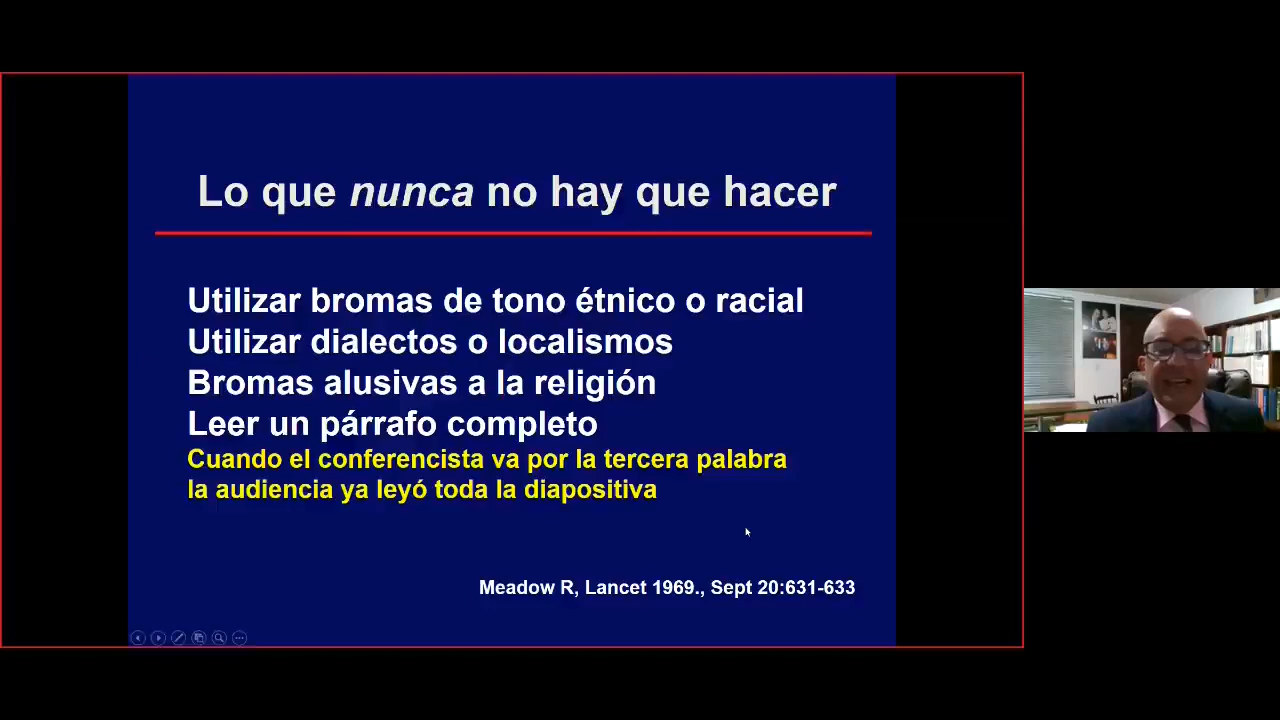 Lo que nunca no hay que hacer
Utilizar bromas de tono étnico o racial
Utilizar dialectos o localismos
Bromas alusivas a la religión
Leer un párrafo completo
Cuando el conferencista va por la tercera palabra
la audiencia ya leyó toda la diapositiva
Meadow R, Lancet 1969., Sept 20:631-633